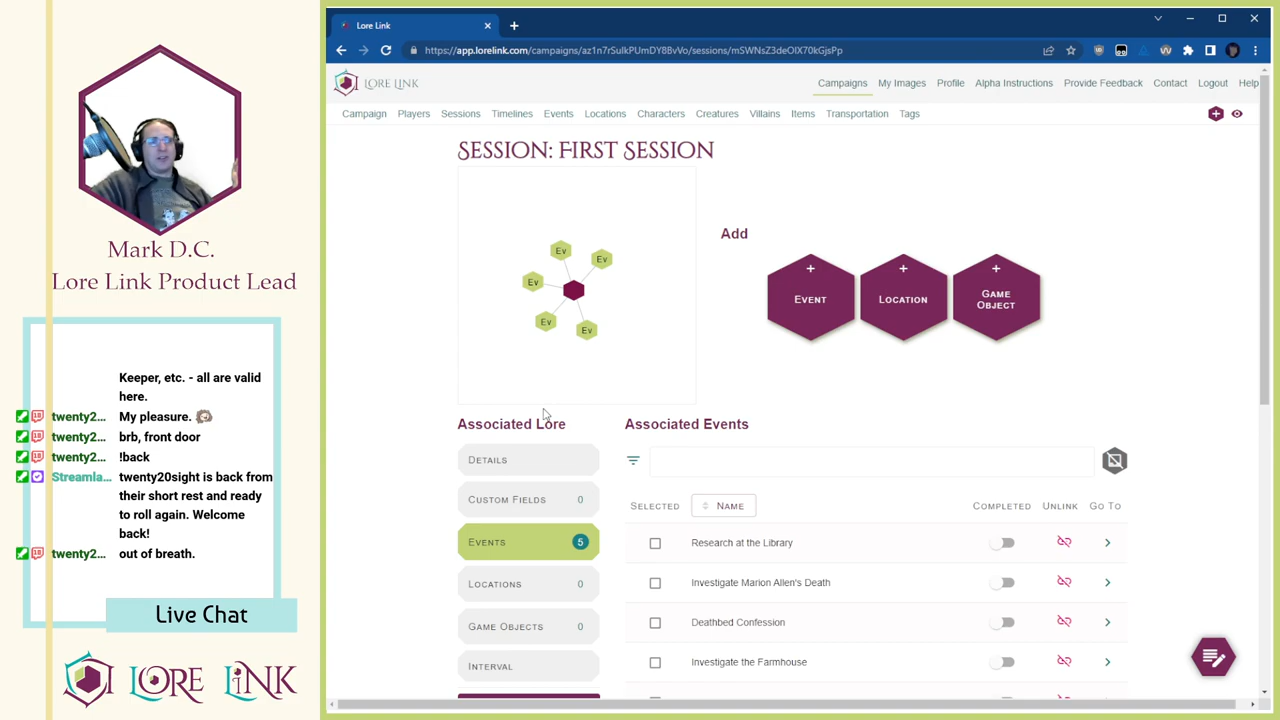 Lore Link
https://app.lorelink.com/campaigns/az1n7rSulkPUmDY8BvVo/sessions/mSWNsZ3deOlX70kGjsPp
LORE LINK
Campaigns My Images Profile Alpha Instructions Provide Feedback Contact Logout Help
Campaign Players Sessions Timelines Events Locations Characters Creatures Villains Items Transportation Tags
SESSION: FIRST SESSION
Ev
Ev
Ev
Ev
Ev
Add
+ EVENT
+ LOCATION
+ GAME OBJECT
Associated Lore
DETAILS
CUSTOM FIELDS 0
EVENTS 5
LOCATIONS 0
GAME OBJECTS 0
INTERVAL
Associated Events
SELECTED NAME COMPLETED UNLINK GO TO
Research at the Library
Investigate Marion Allen's Death
Deathbed Confession
Investigate the Farmhouse
Mark D.C.
Lore Link Product Lead
Keeper, etc. - all are valid
here.
twenty2... My pleasure.
twenty2... brb, front door
twenty2... !back
Streamla... twenty20sight is back from
their short rest and ready
to roll again. Welcome
back!
twenty2... out of breath.
Live Chat
LORE LINK